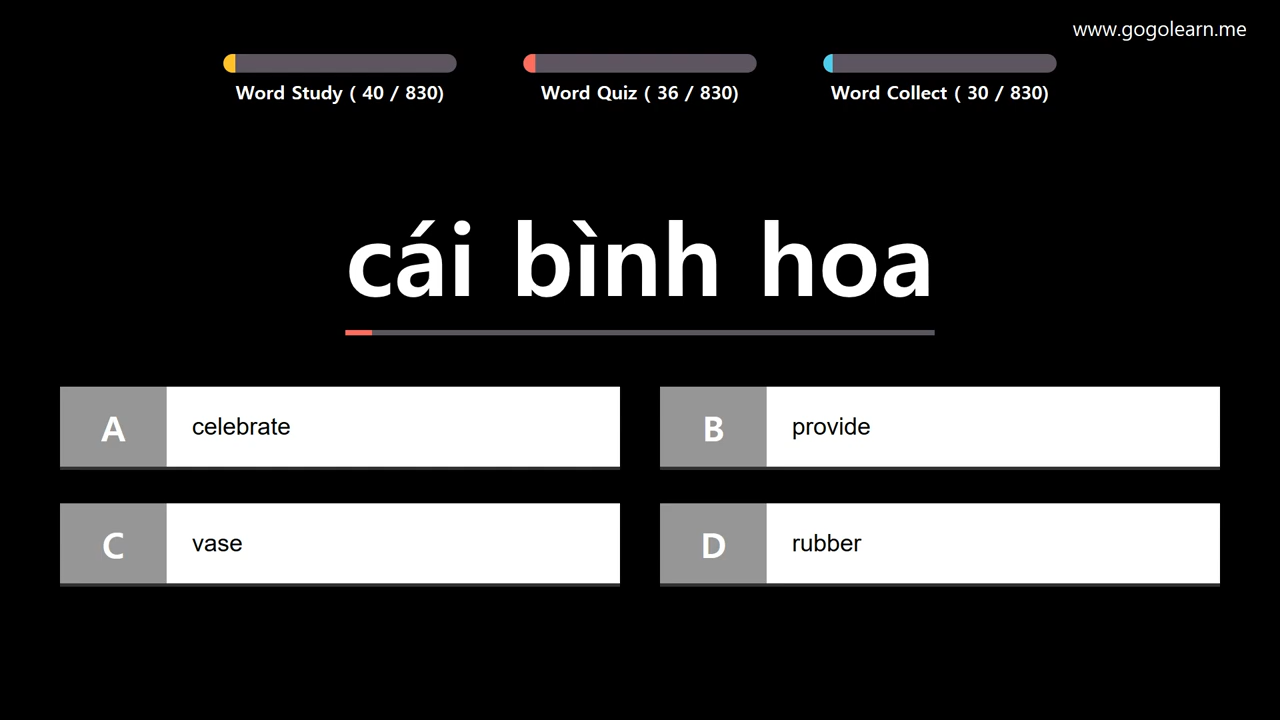 www.gogolearn.me
Word Study ( 40 / 830)
Word Quiz ( 36 / 830)
Word Collect ( 30 / 830)
cái bình hoa
A celebrate
B provide
C vase
D rubber